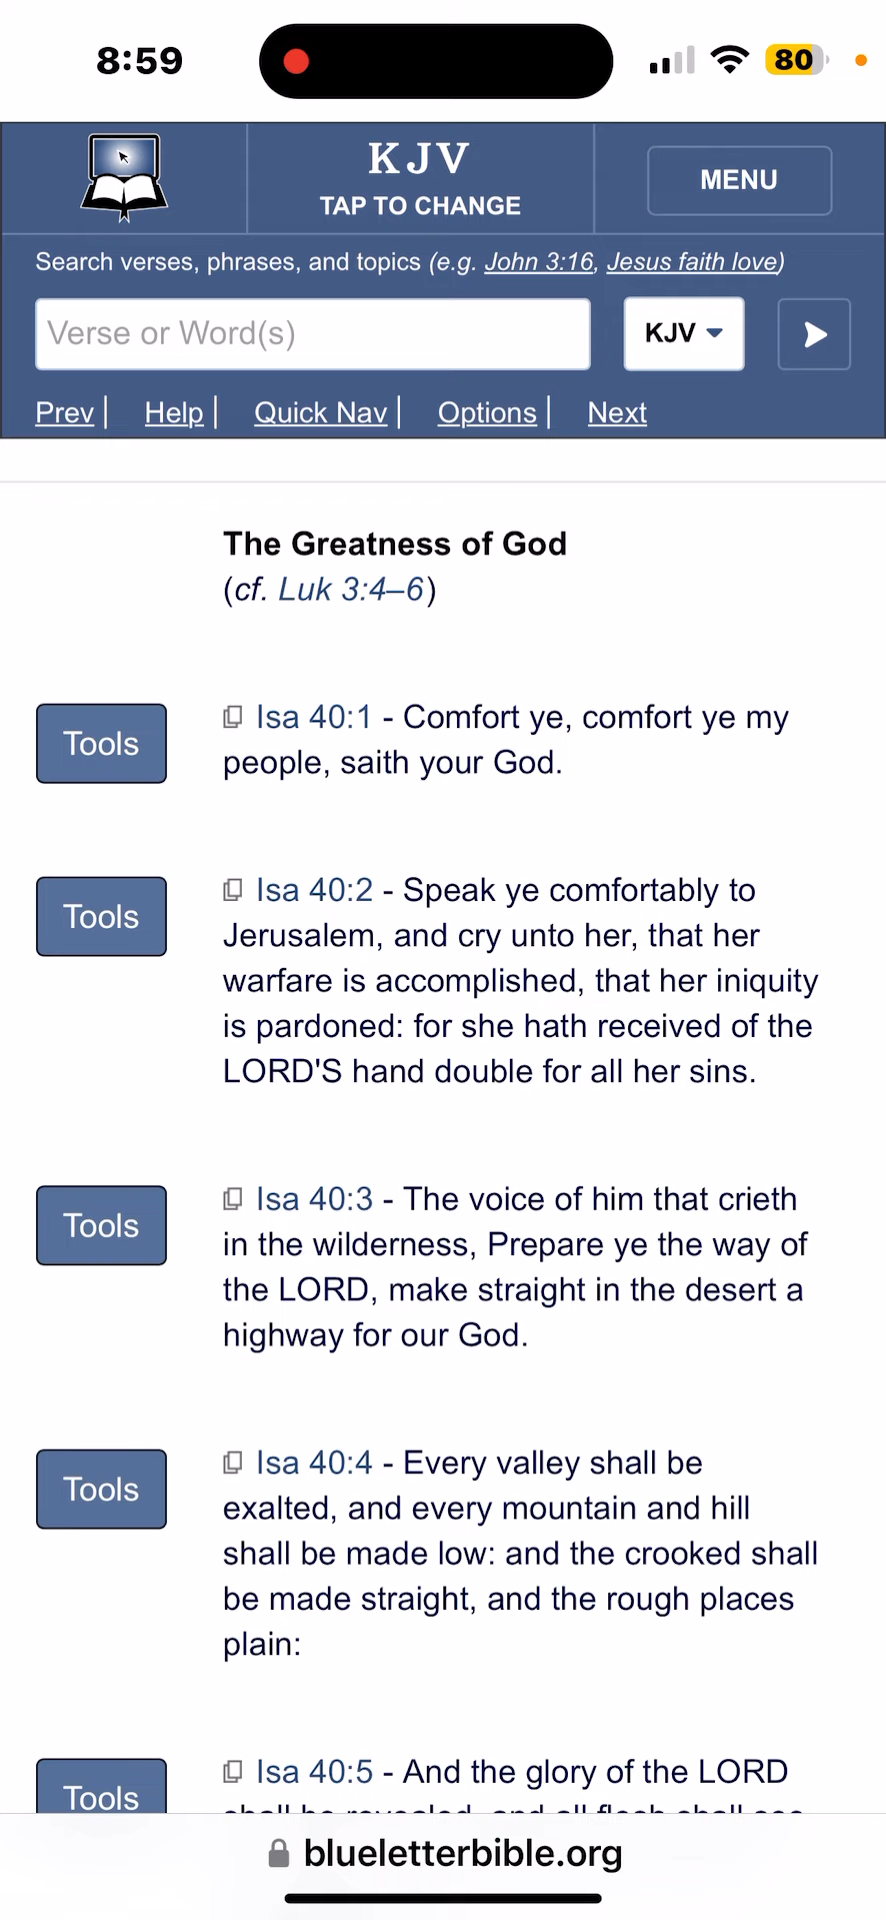 8:59
80
KJV
TAP TO CHANGE
MENU
Search verses, phrases, and topics (e.g. John 3:16, Jesus faith love)
Verse or Word(s)
KJV
Prev | Help | Quick Nav | Options | Next
The Greatness of God
(cf. Luk 3:4–6)
Tools
Isa 40:1 - Comfort ye, comfort ye my
people, saith your God.
Tools
Isa 40:2 - Speak ye comfortably to
Jerusalem, and cry unto her, that her
warfare is accomplished, that her iniquity
is pardoned: for she hath received of the
LORD'S hand double for all her sins.
Tools
Isa 40:3 - The voice of him that crieth
in the wilderness, Prepare ye the way of
the LORD, make straight in the desert a
highway for our God.
Tools
Isa 40:4 - Every valley shall be
exalted, and every mountain and hill
shall be made low: and the crooked shall
be made straight, and the rough places
plain:
Tools
Isa 40:5 - And the glory of the LORD
shall be revealed, and all flesh shall see
blueletterbible.org